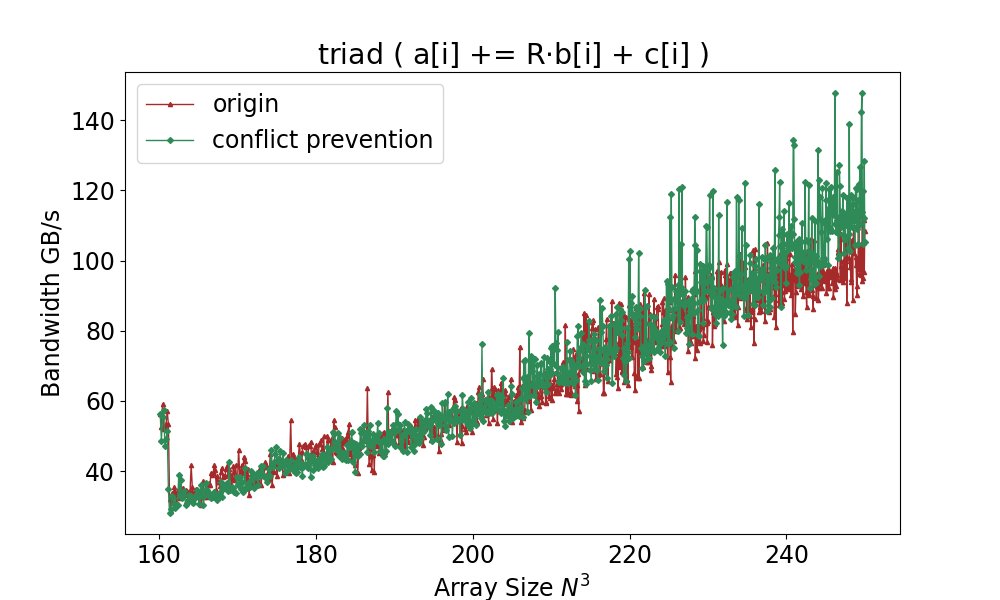 triad ( a[i] += R·b[i] + c[i] )
origin
conflict prevention
Bandwidth GB/s
140
120
100
80
60
40
160 180 200 220 240
Array Size N³